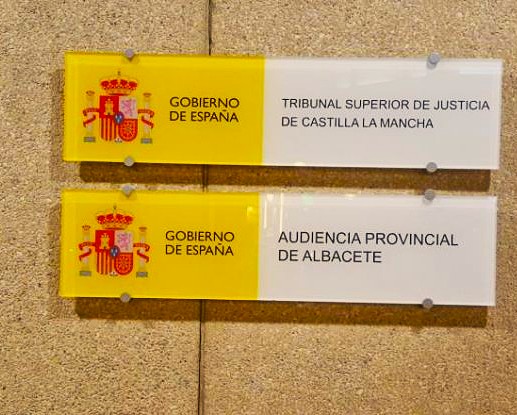 GOBIERNO
DE ESPAÑA
TRIBUNAL SUPERIOR DE JUSTICIA
DE CASTILLA LA MANCHA
GOBIERNO
DE ESPAÑA
AUDIENCIA PROVINCIAL
DE ALBACETE